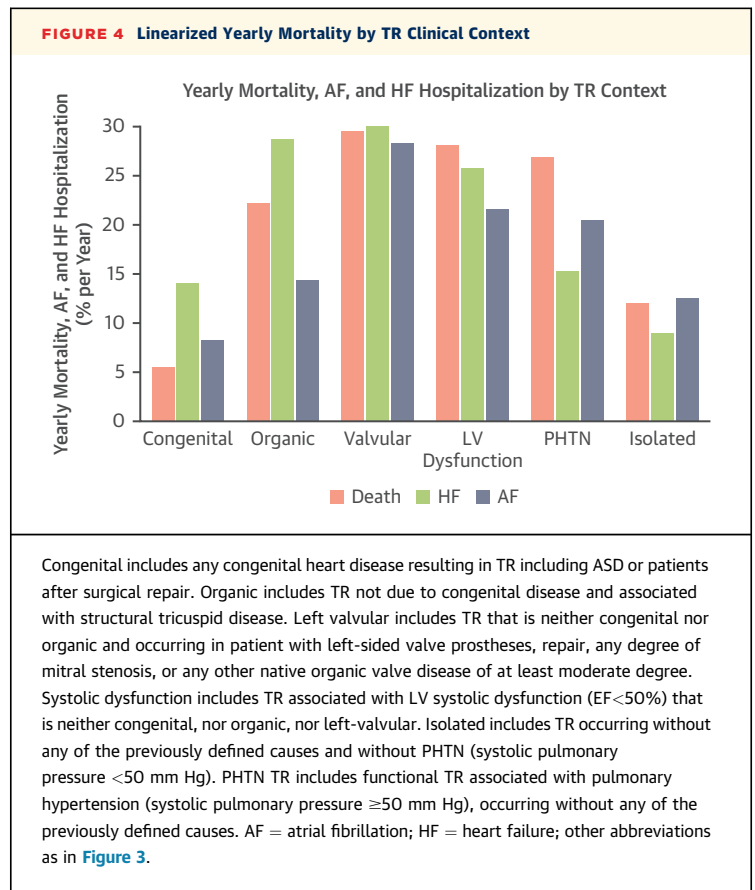 FIGURE 4 Linearized Yearly Mortality by TR Clinical Context
Yearly Mortality, AF, and HF Hospitalization by TR Context
Yearly Mortality, AF, and HF Hospitalization
(% per Year)
30
25
20
15
10
5
0
Congenital Organic Valvular LV PHTN Isolated
Dysfunction
Death HF AF
Congenital includes any congenital heart disease resulting in TR including ASD or patients
after surgical repair. Organic includes TR not due to congenital disease and associated
with structural tricuspid disease. Left valvular includes TR that is neither congenital nor
organic and occurring in patient with left-sided valve prostheses, repair, any degree of
mitral stenosis, or any other native organic valve disease of at least moderate degree.
Systolic dysfunction includes TR associated with LV systolic dysfunction (EF<50%) that
is neither congenital, nor organic, nor left-valvular. Isolated includes TR occurring without
any of the previously defined causes and without PHTN (systolic pulmonary
pressure <50 mm Hg). PHTN TR includes functional TR associated with pulmonary
hypertension (systolic pulmonary pressure ≥50 mm Hg), occurring without any of the
previously defined causes. AF = atrial fibrillation; HF = heart failure; other abbreviations
as in Figure 3.